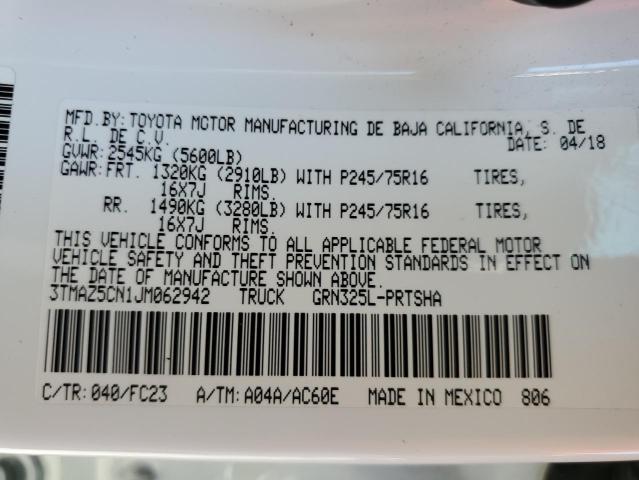 MFD.BY:TOYOTA MOTOR MANUFACTURING DE BAJA CALIFORNIA, S. DE
R.L. DE C.V. DATE: 04/18
GVWR:2545KG (5600LB)
GAWR:FRT. 1320KG (2910LB) WITH P245/75R16 TIRES,
16X7J RIMS.
RR. 1490KG (3280LB) WITH P245/75R16 TIRES,
16X7J RIMS.
THIS VEHICLE CONFORMS TO ALL APPLICABLE FEDERAL MOTOR
VEHICLE SAFETY AND THEFT PREVENTION STANDARDS IN EFFECT ON
THE DATE OF MANUFACTURE SHOWN ABOVE.
3TMAZ5CN1JM062942 TRUCK GRN325L-PRTSHA
C/TR:040/FC23 A/TM:A04A/AC60E MADE IN MEXICO 806